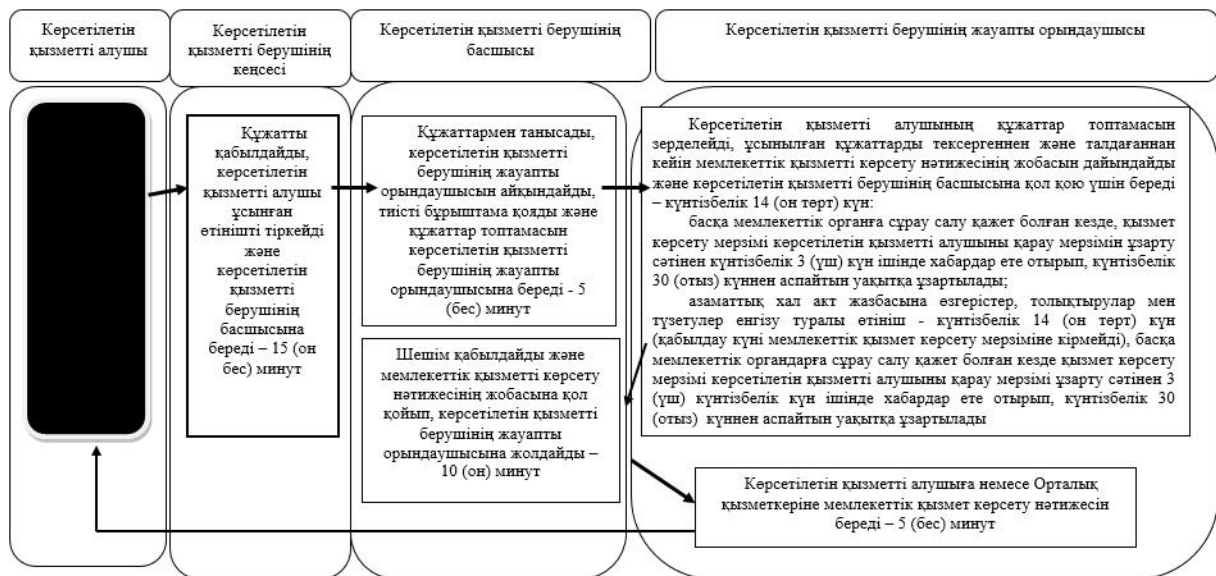 Көрсетілетін
қызметті алушы
Көрсетілетін
қызметті берушінің
кеңсесі
Көрсетілетін қызметті берушінің
басшысы
Көрсетілетін қызметті берушінің жауапты орындаушысы
Құжатты
қабылдайды,
көрсетілетін
қызметті алушы
ұсынған
өтінішті тіркейді
және
көрсетілетін
қызметті
берушінің
басшысына
береді – 15 (он
бес) минут
Құжаттармен танысады,
көрсетілетін қызметті
берушінің жауапты
орындаушысын айқындайды,
тиісті бұрыштама қояды және
құжаттар топтамасын
көрсетілетін қызметті
берушінің жауапты
орындаушысына береді - 5
(бес) минут
Көрсетілетін қызметті алушының құжаттар топтамасын
зерделейді, ұсынылған құжаттарды тексергеннен және талдағаннан
кейін мемлекеттік қызметті көрсету нәтижесінің жобасын дайындайды
және көрсетілетін қызметті берушінің басшысына қол қою үшін береді
– күнтізбелік 14 (он төрт) күн:
басқа мемлекеттік органға сұрау салу қажет болған кезде, қызмет
көрсету мерзімі көрсетілетін қызметті алушыны қарау мерзімін ұзарту
сәтінен күнтізбелік 3 (үш) күн ішінде хабардар ете отырып, күнтізбелік
30 (отыз) күннен аспайтын уақытқа ұзартылады;
азаматтық хал акт жазбасына өзгерістер, толықтырулар мен
түзетулер енгізу туралы өтініш - күнтізбелік 14 (он төрт) күн
(қабылдау күні мемлекеттік қызмет көрсету мерзіміне кірмейді), басқа
мемлекеттік органдарға сұрау салу қажет болған кезде қызмет көрсету
мерзімі көрсетілетін қызметті алушыны қарау мерзімі ұзарту сәтінен 3
(үш) күнтізбелік күн ішінде хабардар ете отырып, күнтізбелік 30
(отыз) күннен аспайтын уақытқа ұзартылады
Шешім қабылдайды және
мемлекеттік қызметті көрсету
нәтижесінің жобасына қол
қойып, көрсетілетін қызметті
берушінің жауапты
орындаушысына жолдайды –
10 (он) минут
Көрсетілетін қызметті алушыға немесе Орталық
қызметкеріне мемлекеттік қызмет көрсету нәтижесін
береді – 5 (бес) минут